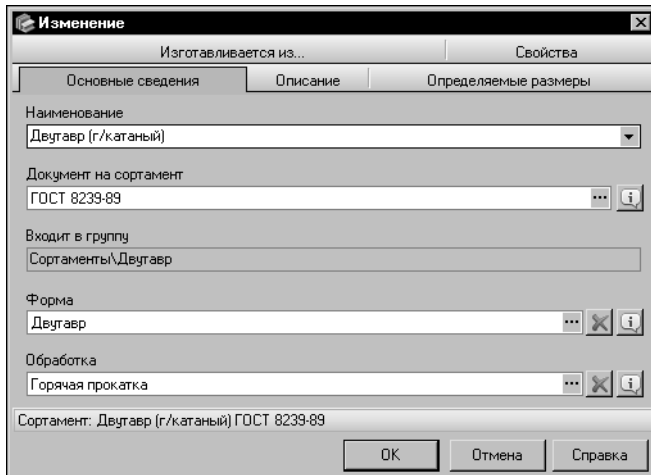 Изменение
Изготавливается из...
Свойства
Основные сведения
Описание
Определяемые размеры
Наименование
Двутавр (г/катаный)
Документ на сортамент
ГОСТ 8239-89
Входит в группу
Сортаменты\Двутавр
Форма
Двутавр
Обработка
Горячая прокатка
Сортамент: Двутавр (г/катаный) ГОСТ 8239-89
OK
Отмена
Справка